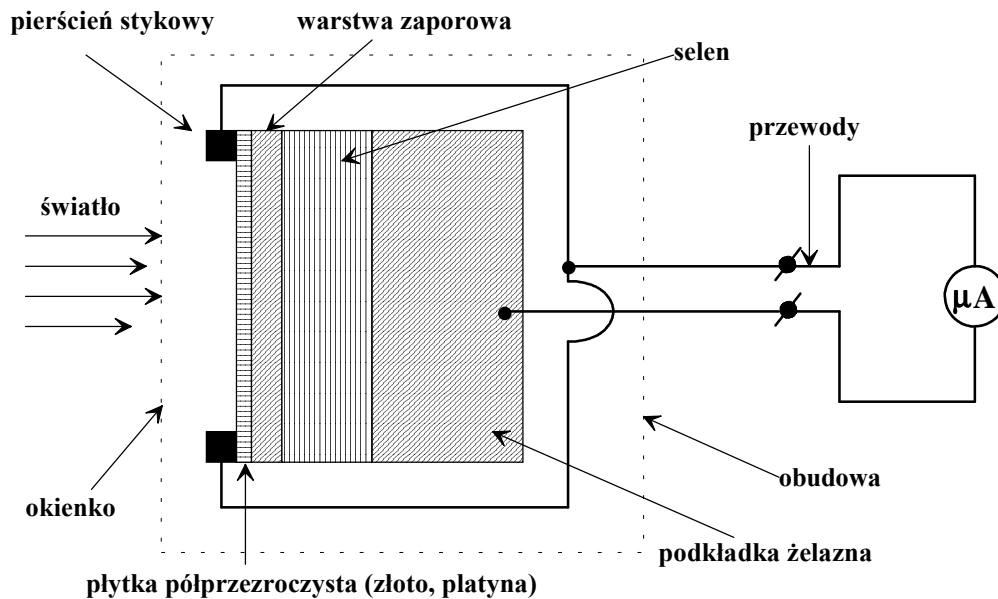 pierścień stykowy
warstwa zaporowa
selen
przewody
światło
μA
okienko
obudowa
podkładka żelazna
płytka półprzezroczysta (złoto, platyna)